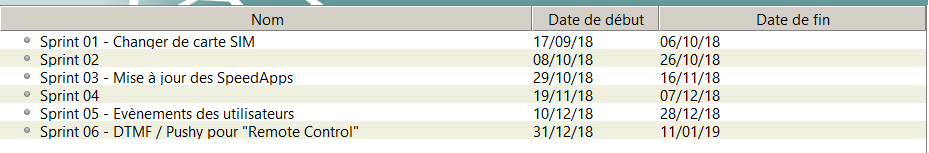 Nom Date de début Date de fin
Sprint 01 - Changer de carte SIM 17/09/18 06/10/18
Sprint 02 08/10/18 26/10/18
Sprint 03 - Mise à jour des SpeedApps 29/10/18 16/11/18
Sprint 04 19/11/18 07/12/18
Sprint 05 - Evènements des utilisateurs 10/12/18 28/12/18
Sprint 06 - DTMF / Pushy pour "Remote Control" 31/12/18 11/01/19